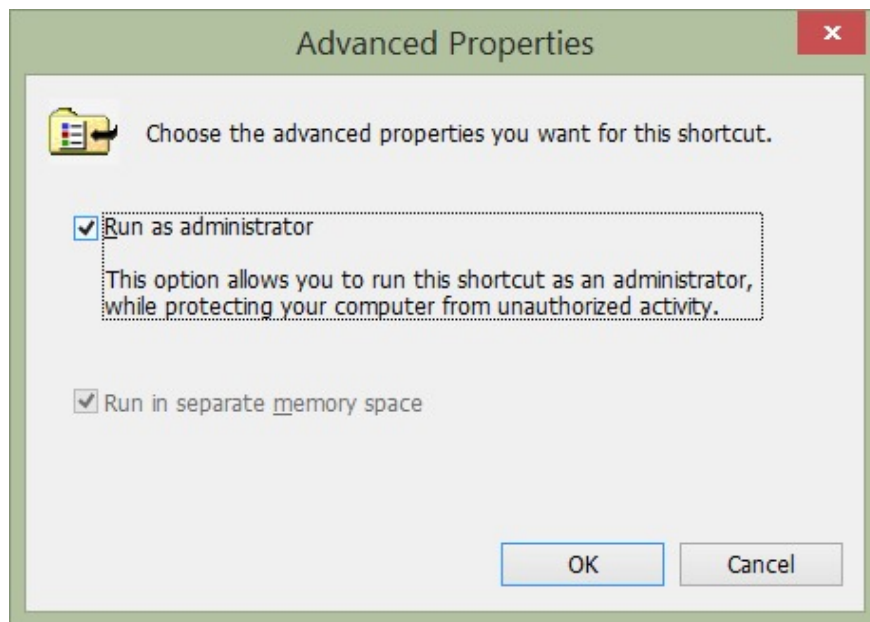 Advanced Properties
Choose the advanced properties you want for this shortcut.
Run as administrator
This option allows you to run this shortcut as an administrator,
while protecting your computer from unauthorized activity.
Run in separate memory space
OK Cancel